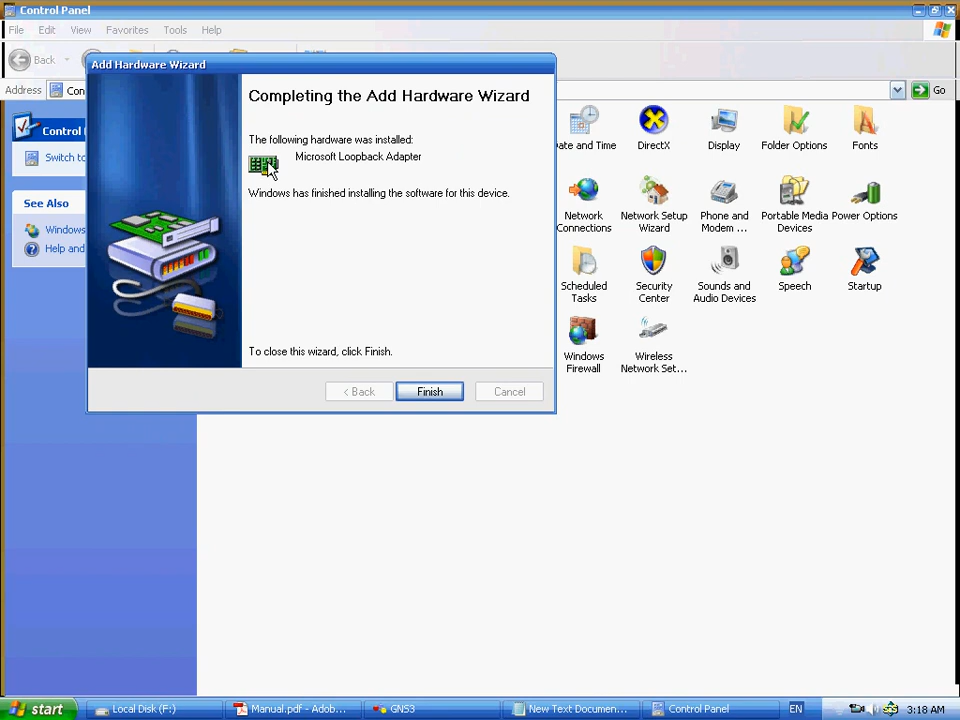 Control Panel
File Edit View Favorites Tools Help
Back
Address Con Go
Add Hardware Wizard
Completing the Add Hardware Wizard
The following hardware was installed:
Microsoft Loopback Adapter
Windows has finished installing the software for this device.
To close this wizard, click Finish.
< Back Finish Cancel
Control
Switch to
See Also
Windows
Help and
ate and Time DirectX Display Folder Options Fonts
Network Connections Network Setup Wizard Phone and Modem ... Portable Media Devices Power Options
Scheduled Tasks Security Center Sounds and Audio Devices Speech Startup
Windows Firewall Wireless Network Set...
start Local Disk (F:) Manual.pdf - Adob... GNS3 New Text Documen... Control Panel EN 3:18 AM